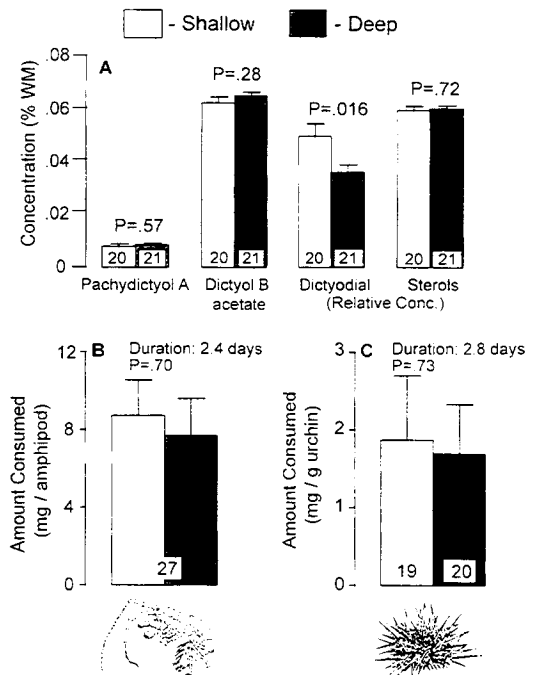 - Shallow - Deep
A
Concentration (% WM)
.08
.06
.04
.02
0
P=.57
P=.28
P=.016
P=.72
20 21 20 21 20 21 20 21
Pachydictyol A Dictyol B Dictyodial Sterols
acetate (Relative Conc.)
B Duration: 2.4 days
P=.70
Amount Consumed
(mg / amphipod)
12
8
4
0
27
C Duration: 2.8 days
P=.73
Amount Consumed
(mg / g urchin)
3
2
1
0
19 20